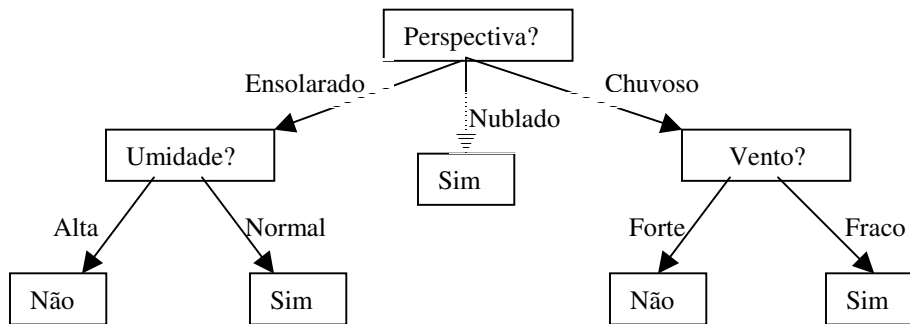 Perspectiva?
Ensolarado
Nublado
Chuvoso
Umidade?
Sim
Vento?
Alta
Normal
Forte
Fraco
Não
Sim
Não
Sim